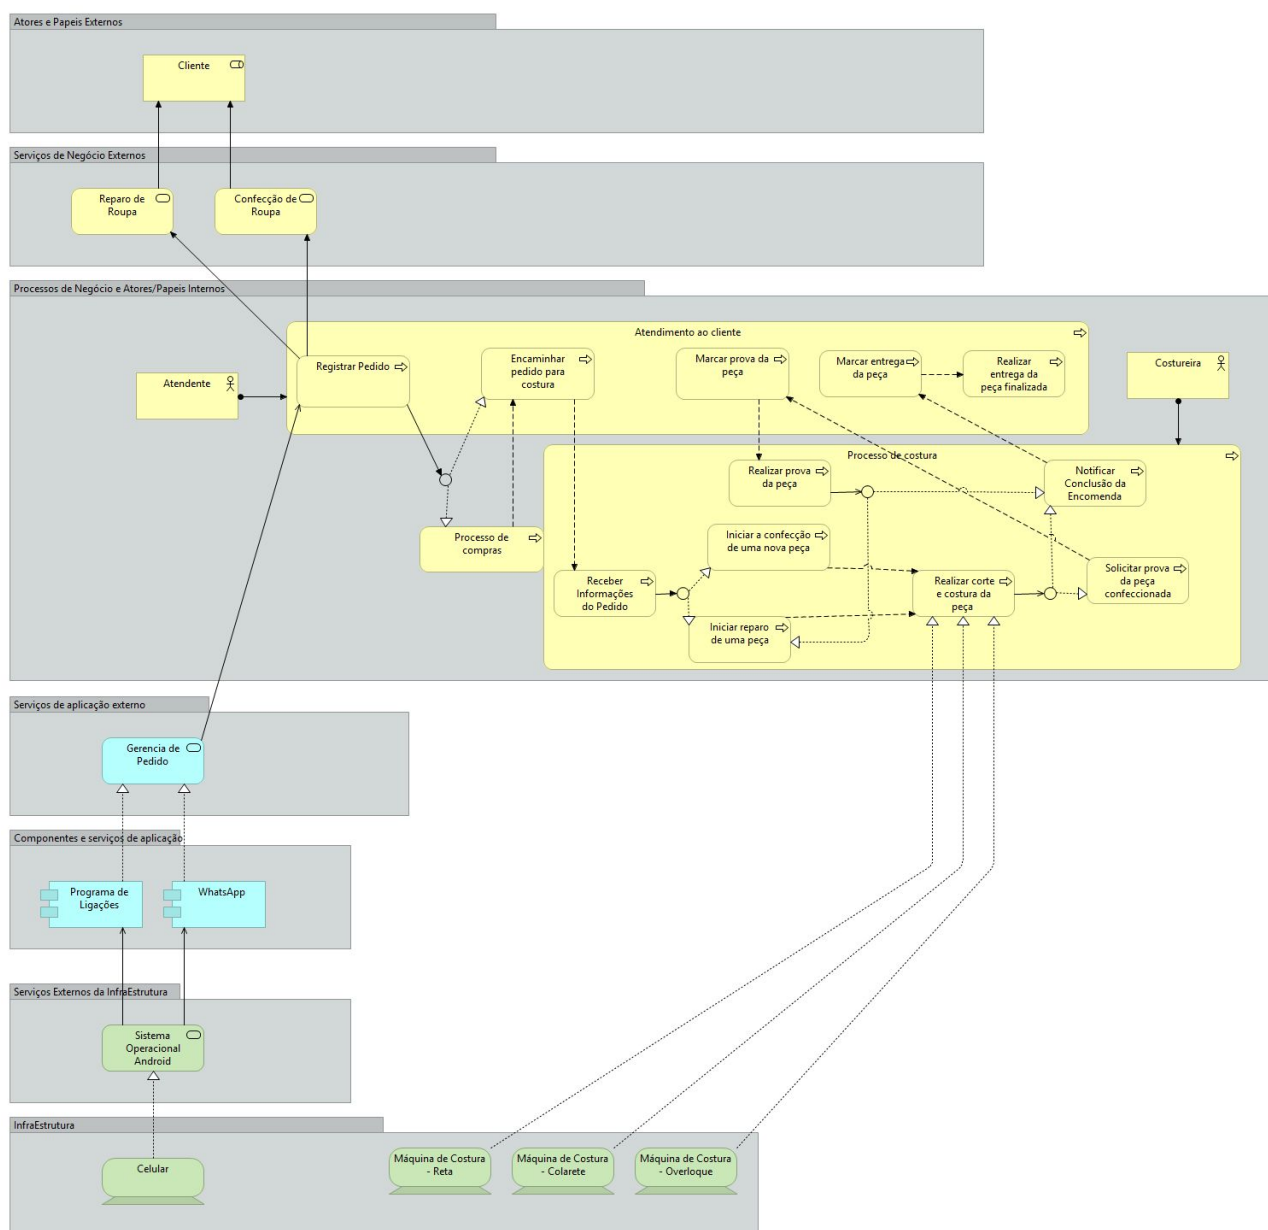 Atores e Papeis Externos
Cliente
Serviços de Negócio Externos
Reparo de
Roupa
Confecção de
Roupa
Processos de Negócio e Atores/Papeis Internos
Atendimento ao cliente
Atendente
Registrar Pedido
Encaminhar
pedido para
costura
Marcar prova da
peça
Marcar entrega
da peça
Realizar
entrega da
peça finalizada
Costureira
Processo de costura
Realizar prova
da peça
Notificar
Conclusão da
Encomenda
Processo de
compras
Iniciar a confecção
de uma nova peça
Receber
Informações
do Pedido
Realizar corte
e costura da
peça
Solicitar prova
da peça
confeccionada
Iniciar reparo
de uma peça
Serviços de aplicação externo
Gerencia de
Pedido
Componentes e serviços de aplicação
Programa de
Ligações
WhatsApp
Serviços Externos da InfraEstrutura
Sistema
Operacional
Android
InfraEstrutura
Celular
Máquina de Costura
- Reta
Máquina de Costura
- Colarete
Máquina de Costura
- Overloque